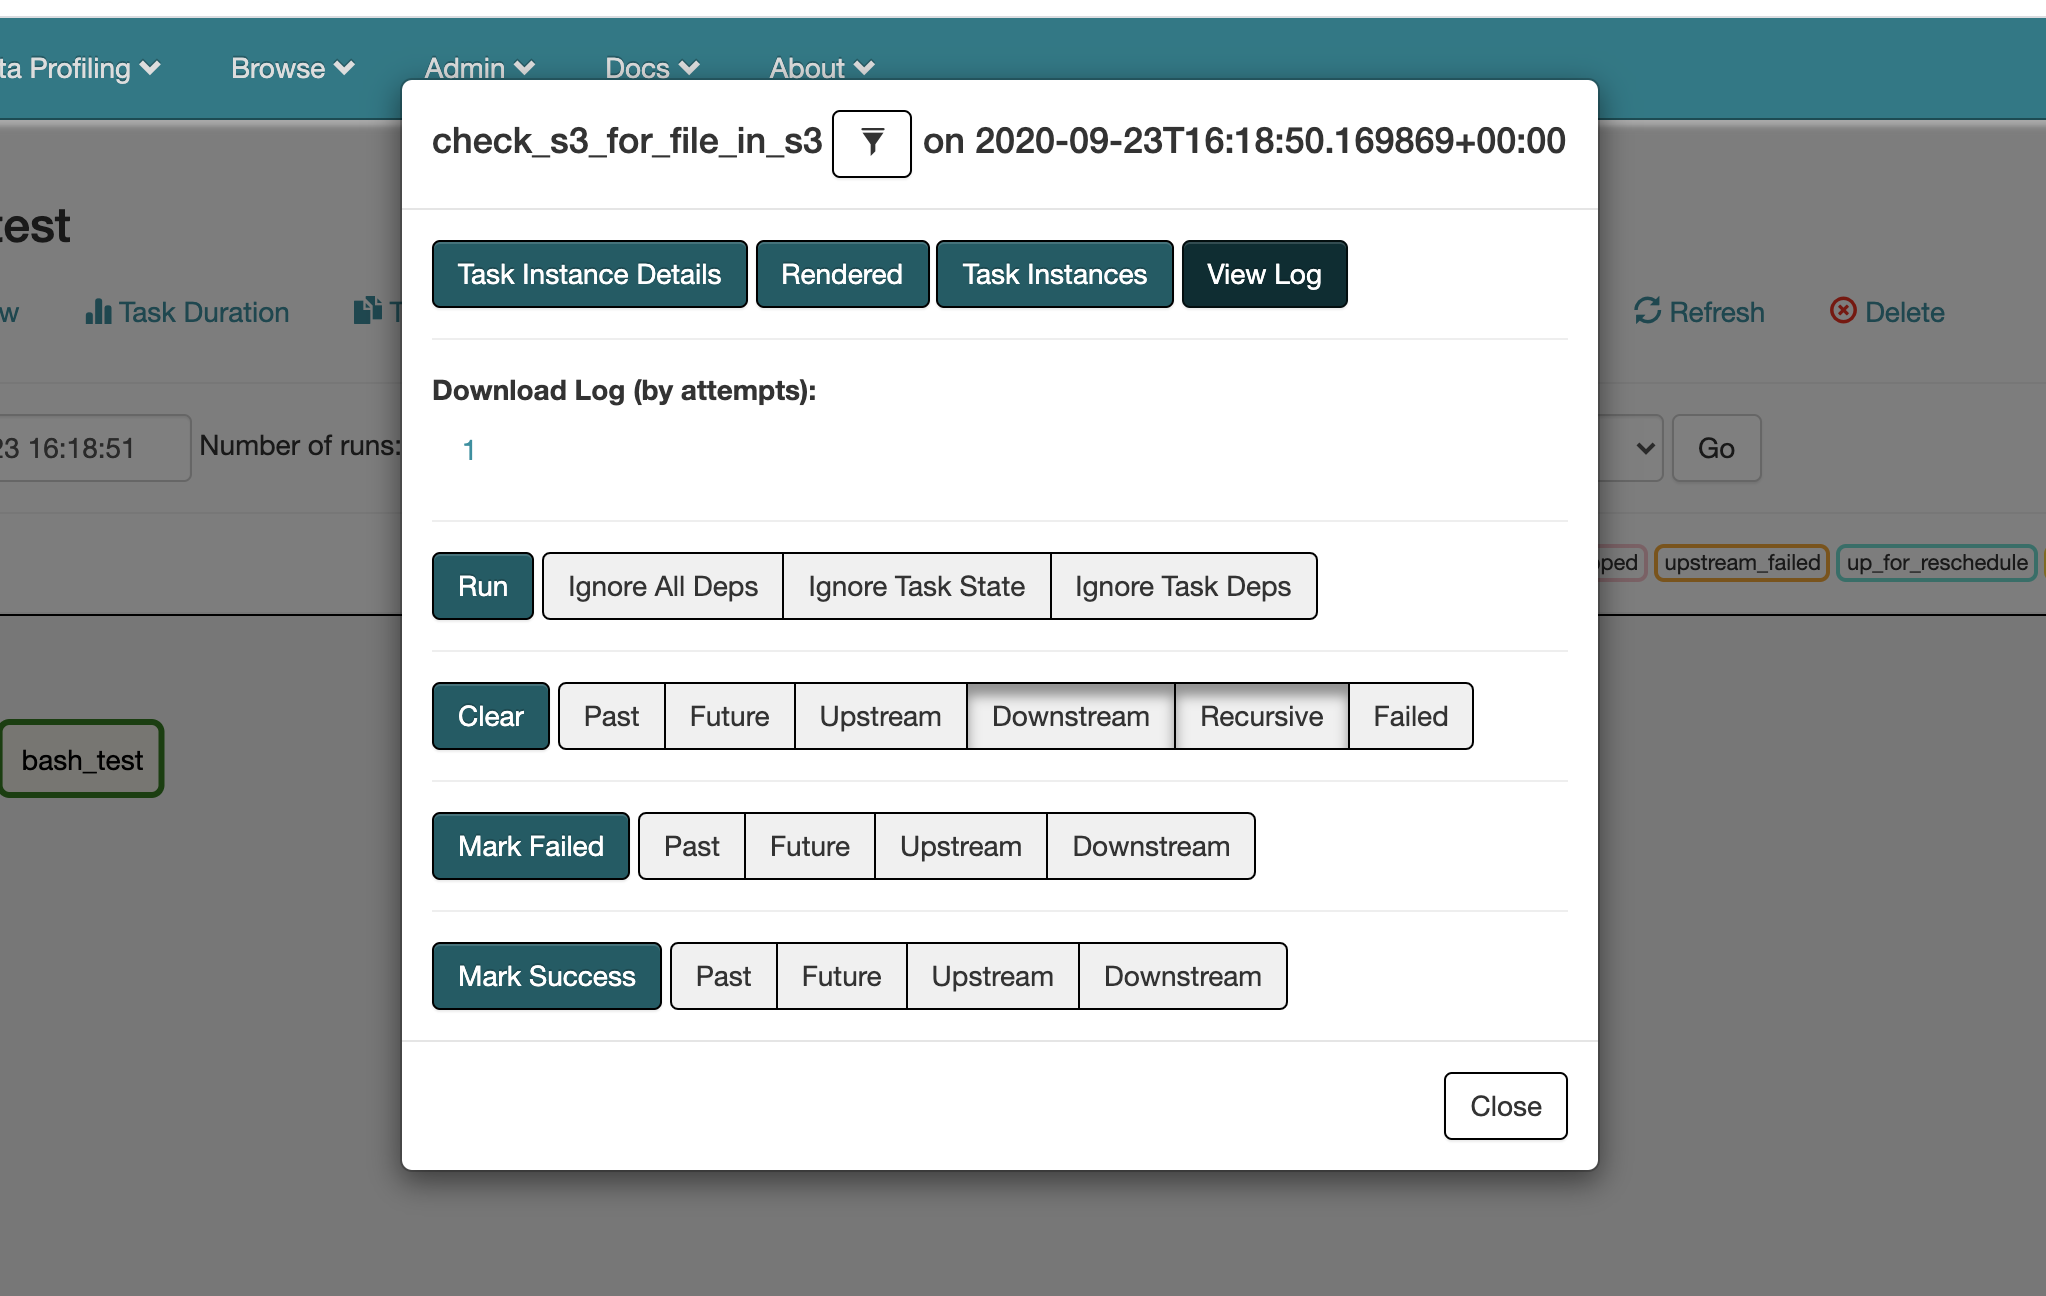 ta Profiling Browse Admin Docs About
check_s3_for_file_in_s3 on 2020-09-23T16:18:50.169869+00:00
test
Task Instance Details Rendered Task Instances View Log
w Task Duration T Refresh Delete
Download Log (by attempts):
23 16:18:51 Number of runs: Go
1
pped upstream_failed up_for_reschedule
Run Ignore All Deps Ignore Task State Ignore Task Deps
Clear Past Future Upstream Downstream Recursive Failed
bash_test
Mark Failed Past Future Upstream Downstream
Mark Success Past Future Upstream Downstream
Close